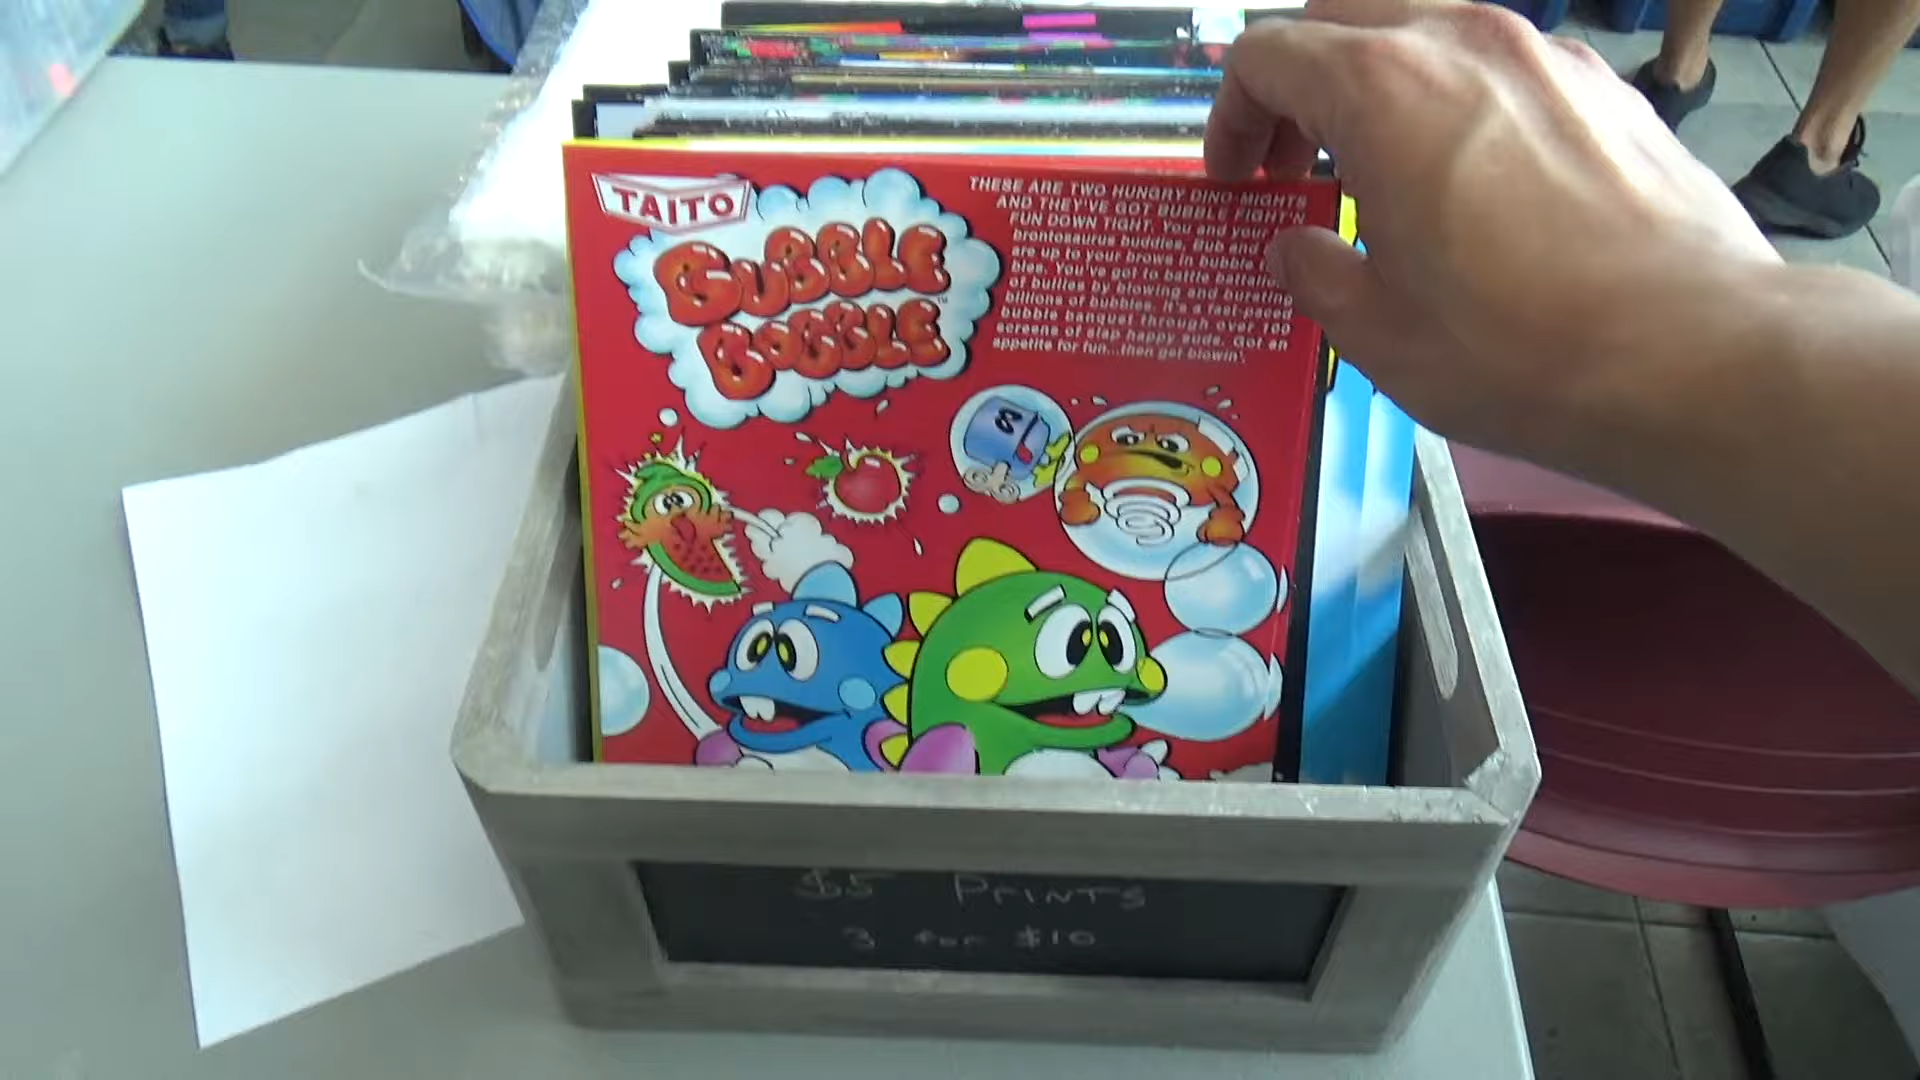 TAITO
BUBBLE
BOBBLE
™
THESE ARE TWO HUNGRY DINO-MIGHTS
AND THEY'VE GOT BUBBLE FIGHT'N
FUN DOWN TIGHT. You and your
brontosaurus buddies, Bub and
are up to your brows in bubble
bles. You've got to battle
of bullies by blowing and bursting
billions of bubbles. It's a fast-paced
bubble banquet through over 100
screens of slap happy suds. Got an
appetite for fun...then get blowin'.
$5 PRINTS
3 for $10